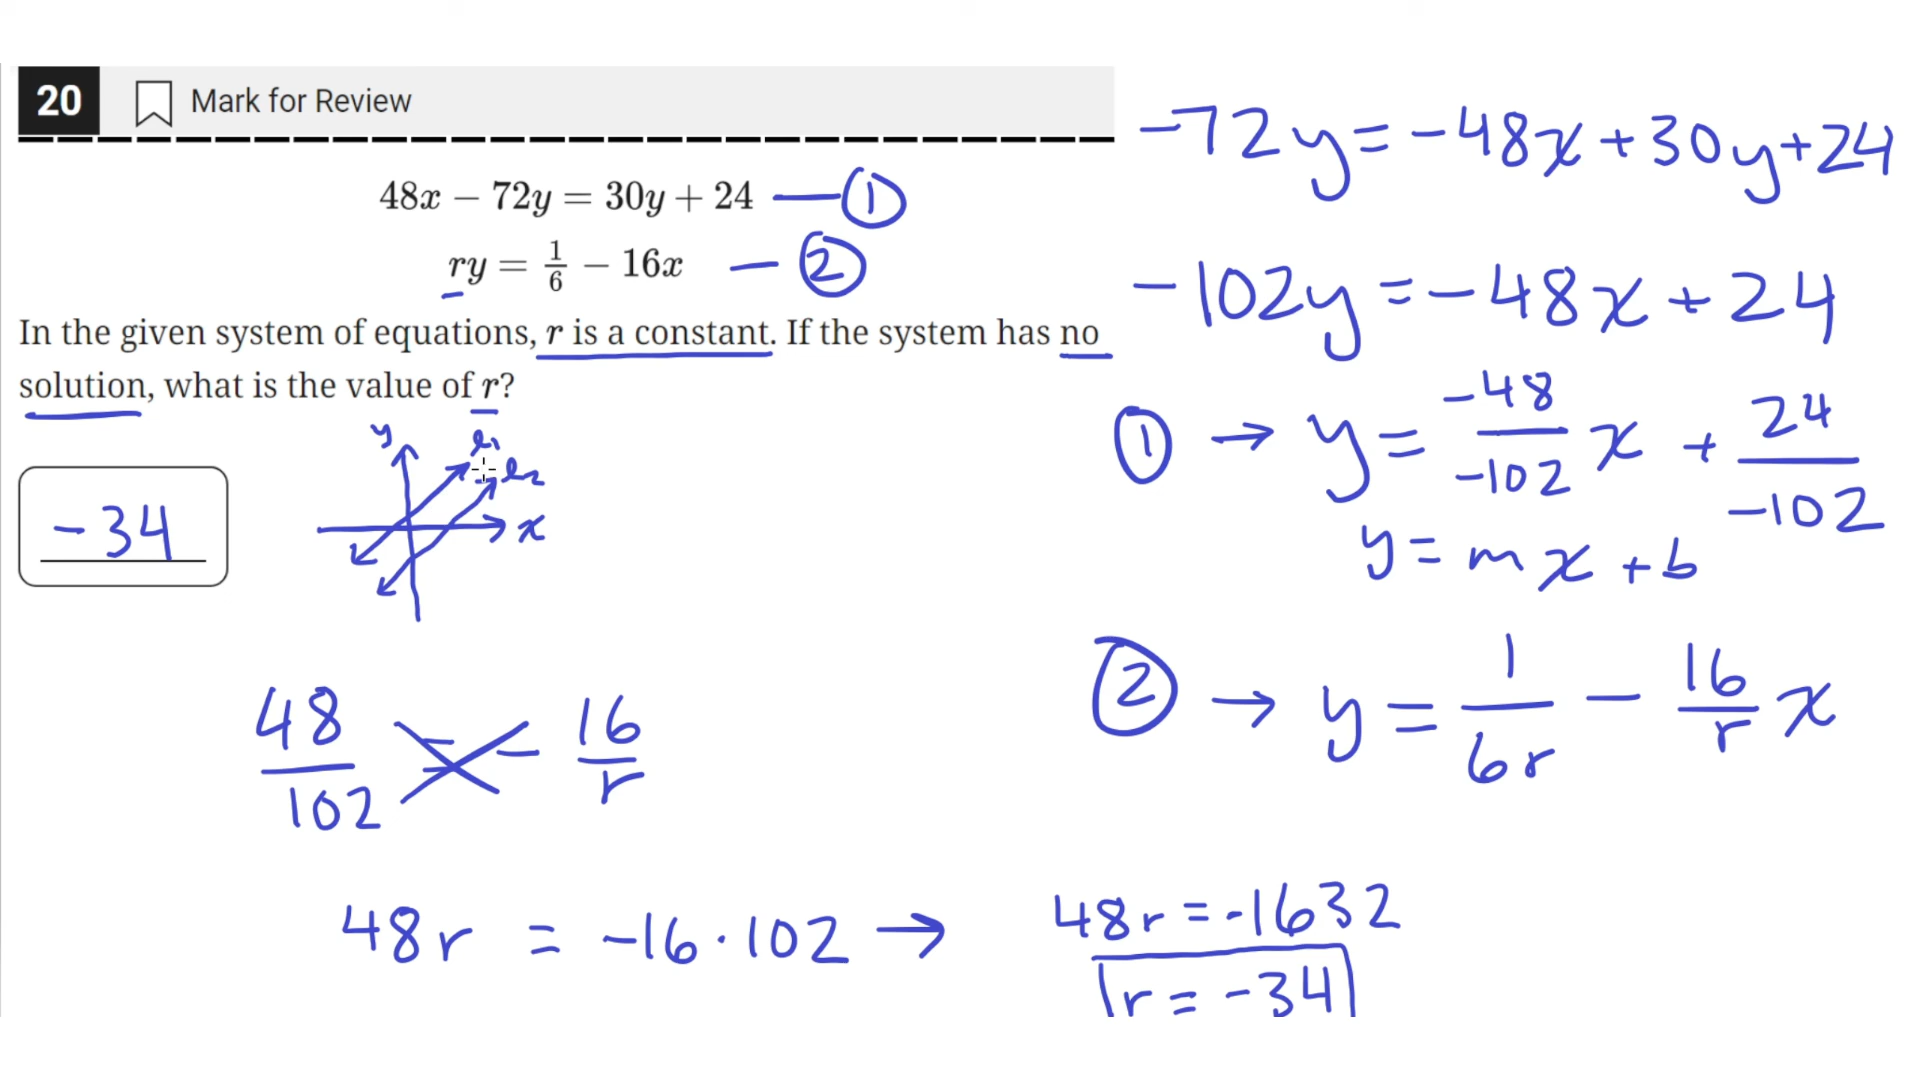 20 Mark for Review
48x − 72y = 30y + 24 — ①
ry = 1/6 − 16x — ②
In the given system of equations, r is a constant. If the system has no
solution, what is the value of r?
-34
y
l1
l2
x
48/102 = - 16/r
48r = -16 · 102 →
-72y = -48x + 30y + 24
-102y = -48x + 24
① → y = -48/-102 x + 24/-102
y = mx + b
② → y = 1/6r - 16/r x
48r = -1632
r = -34